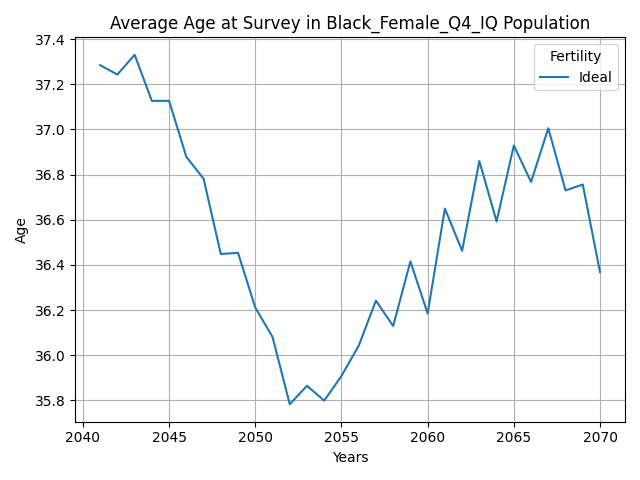 Average Age at Survey in Black_Female_Q4_IQ Population
Fertility
Ideal
Age
37.4
37.2
37.0
36.8
36.6
36.4
36.2
36.0
35.8
2040 2045 2050 2055 2060 2065 2070
Years